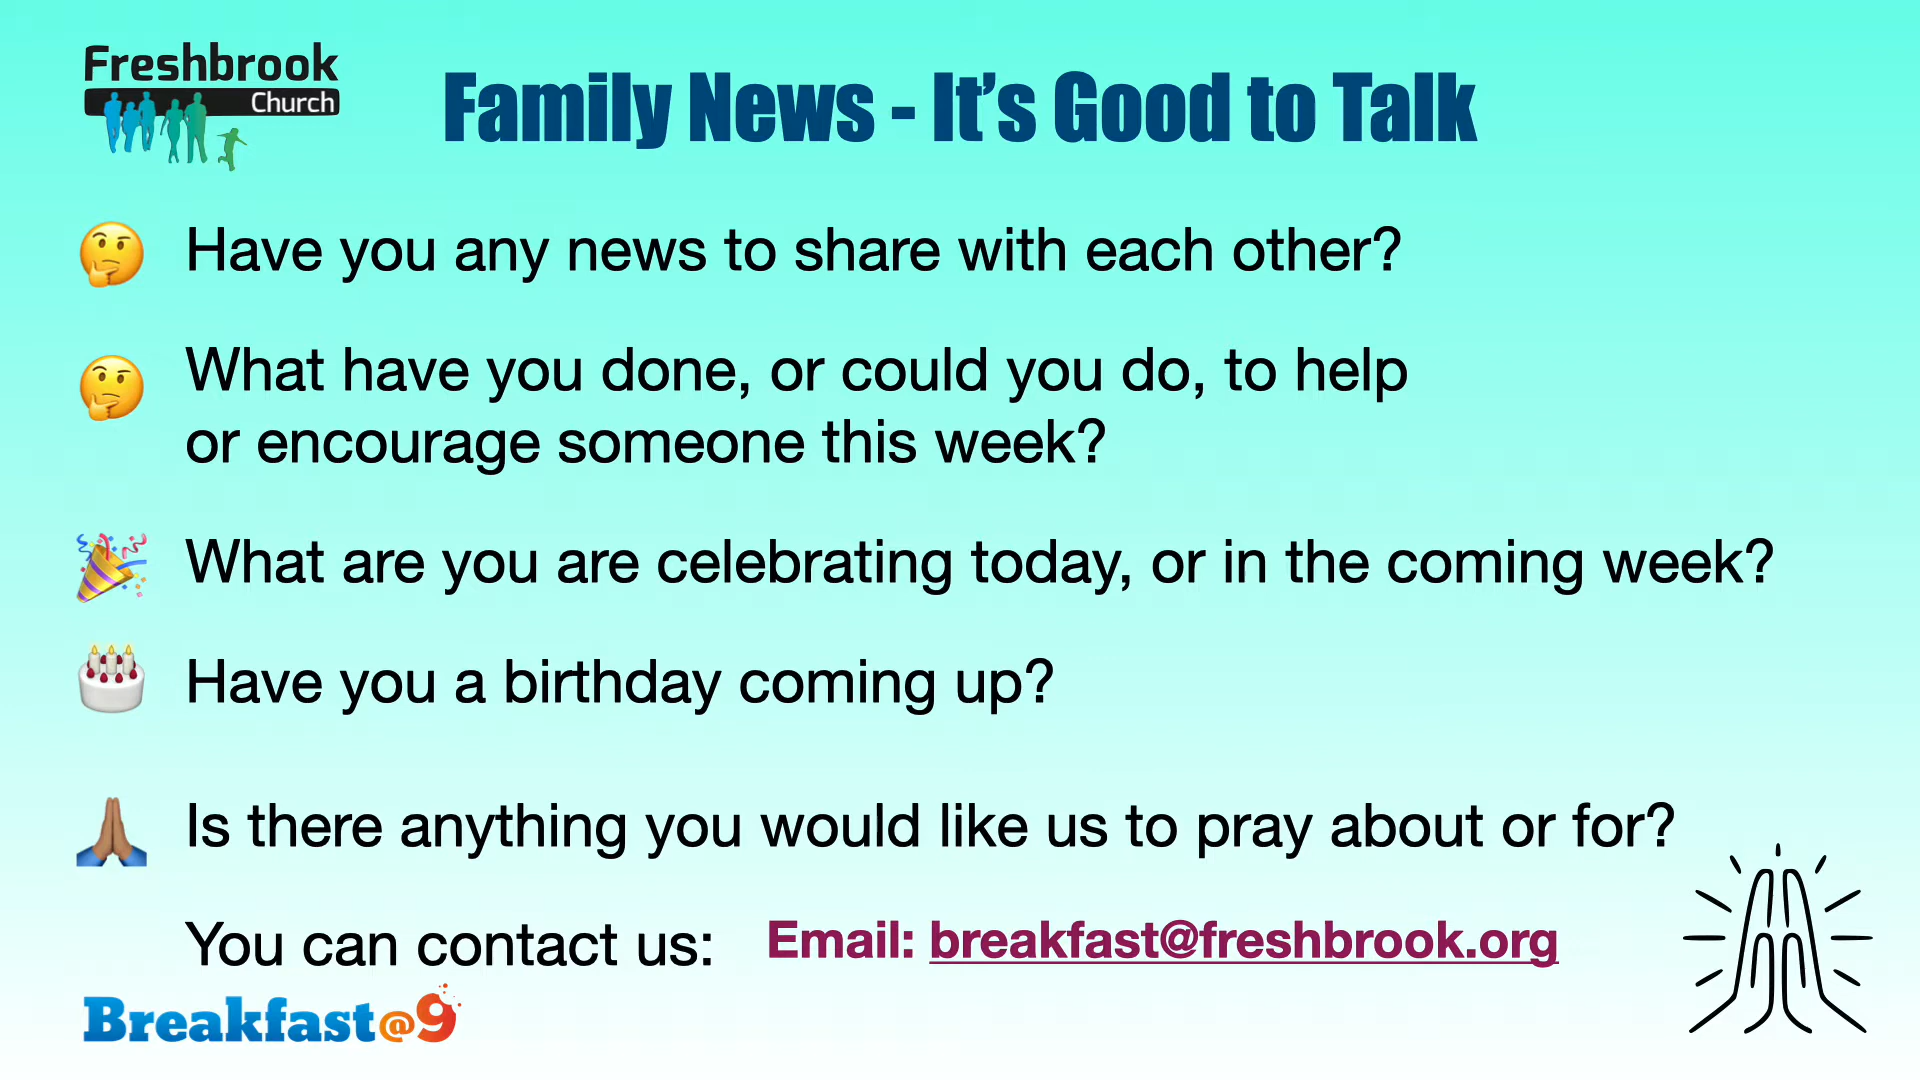 Freshbrook
Church
Family News - It’s Good to Talk
Have you any news to share with each other?
What have you done, or could you do, to help
or encourage someone this week?
What are you are celebrating today, or in the coming week?
Have you a birthday coming up?
Is there anything you would like us to pray about or for?
You can contact us: Email: breakfast@freshbrook.org
Breakfast@9